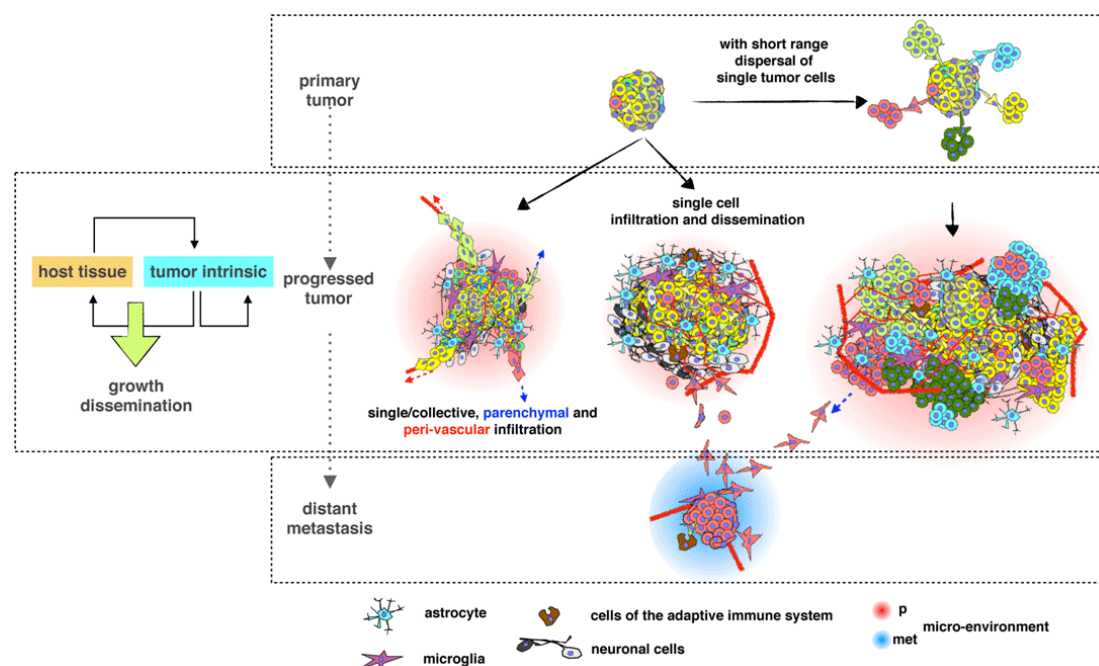 primary
tumor
with short range
dispersal of
single tumor cells
single cell
infiltration and dissemination
host tissue
tumor intrinsic
progressed
tumor
growth
dissemination
single/collective, parenchymal and
peri-vascular infiltration
distant
metastasis
astrocyte
cells of the adaptive immune system
p
micro-environment
met
microglia
neuronal cells